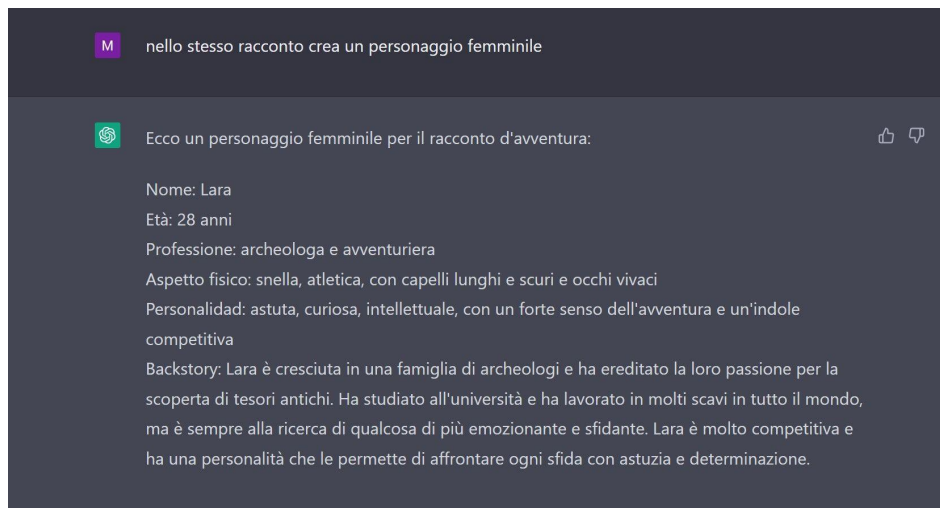 M
nello stesso racconto crea un personaggio femminile
Ecco un personaggio femminile per il racconto d'avventura:
Nome: Lara
Età: 28 anni
Professione: archeologa e avventuriera
Aspetto fisico: snella, atletica, con capelli lunghi e scuri e occhi vivaci
Personalidad: astuta, curiosa, intellettuale, con un forte senso dell'avventura e un'indole
competitiva
Backstory: Lara è cresciuta in una famiglia di archeologi e ha ereditato la loro passione per la
scoperta di tesori antichi. Ha studiato all'università e ha lavorato in molti scavi in tutto il mondo,
ma è sempre alla ricerca di qualcosa di più emozionante e sfidante. Lara è molto competitiva e
ha una personalità che le permette di affrontare ogni sfida con astuzia e determinazione.